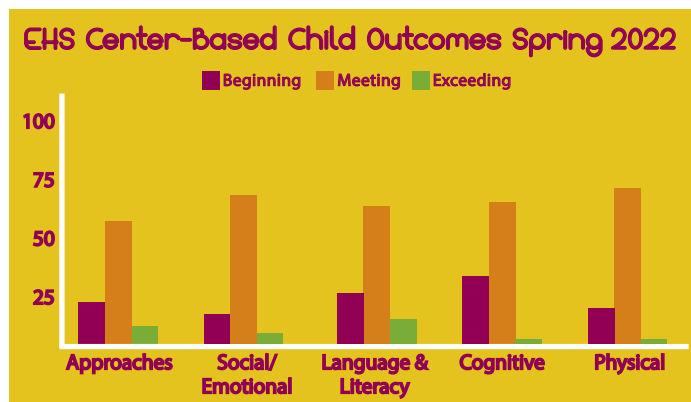 EHS Center-Based Child Outcomes Spring 2022
Beginning Meeting Exceeding
100
75
50
25
Approaches Social/ Language & Cognitive Physical
Emotional Literacy